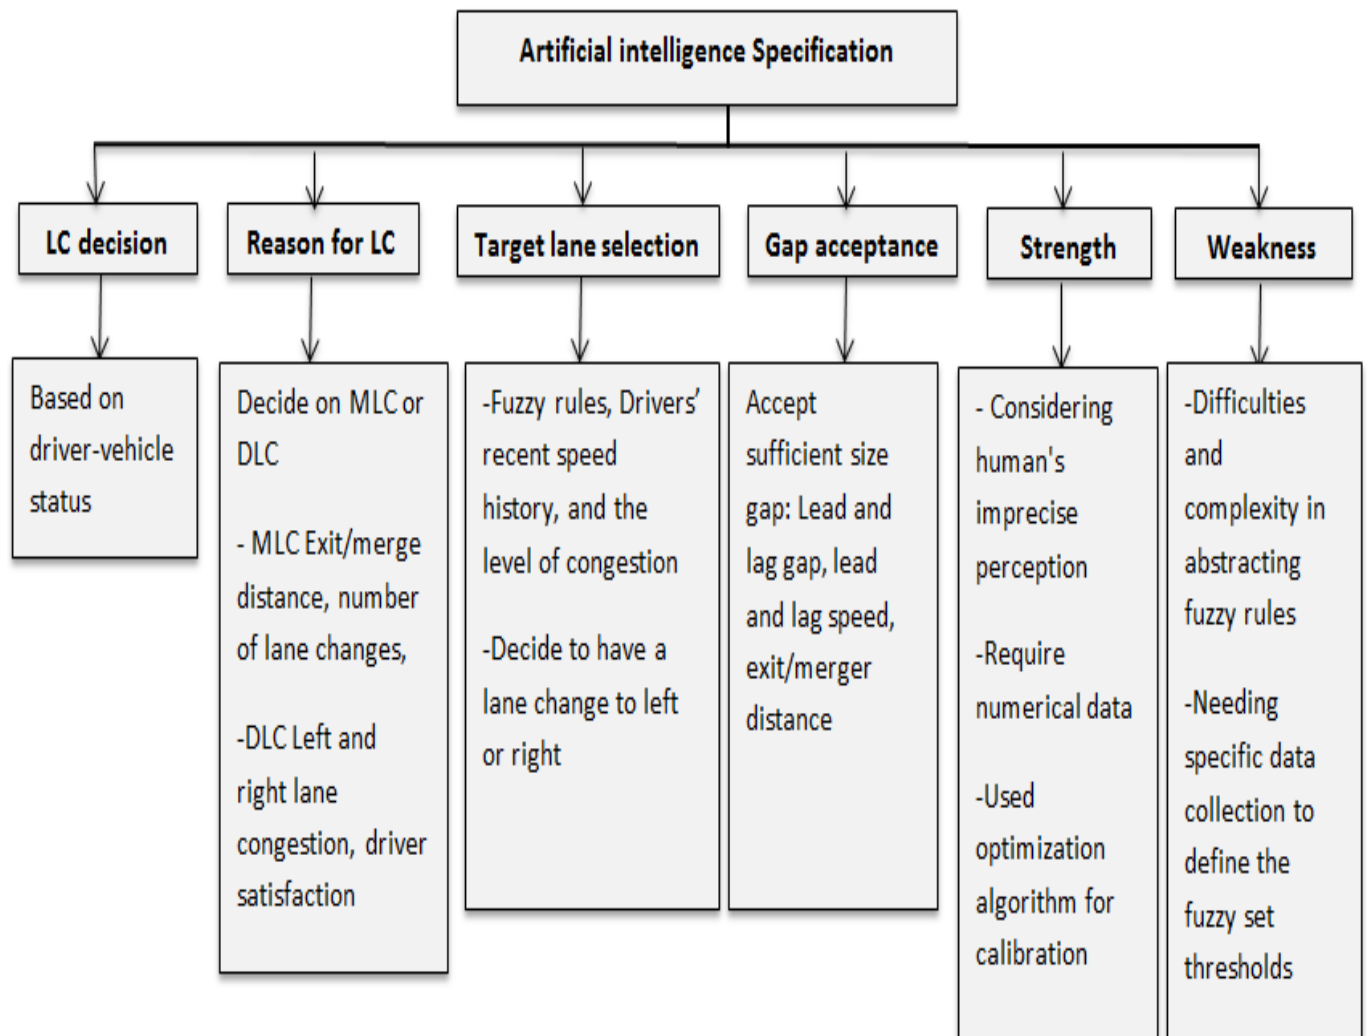 Artificial intelligence Specification
LC decision
Reason for LC
Target lane selection
Gap acceptance
Strength
Weakness
Based on
driver-vehicle
status
Decide on MLC or
DLC
- MLC Exit/merge
distance, number
of lane changes,
-DLC Left and
right lane
congestion, driver
satisfaction
-Fuzzy rules, Drivers’
recent speed
history, and the
level of congestion
-Decide to have a
lane change to left
or right
Accept
sufficient size
gap: Lead and
lag gap, lead
and lag speed,
exit/merger
distance
- Considering
human's
imprecise
perception
-Require
numerical data
-Used
optimization
algorithm for
calibration
-Difficulties
and
complexity in
abstracting
fuzzy rules
-Needing
specific data
collection to
define the
fuzzy set
thresholds